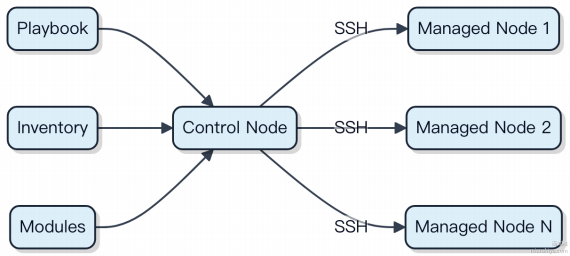 Playbook
SSH
Managed Node 1
Inventory
Control Node
SSH
Managed Node 2
Modules
SSH
Managed Node N